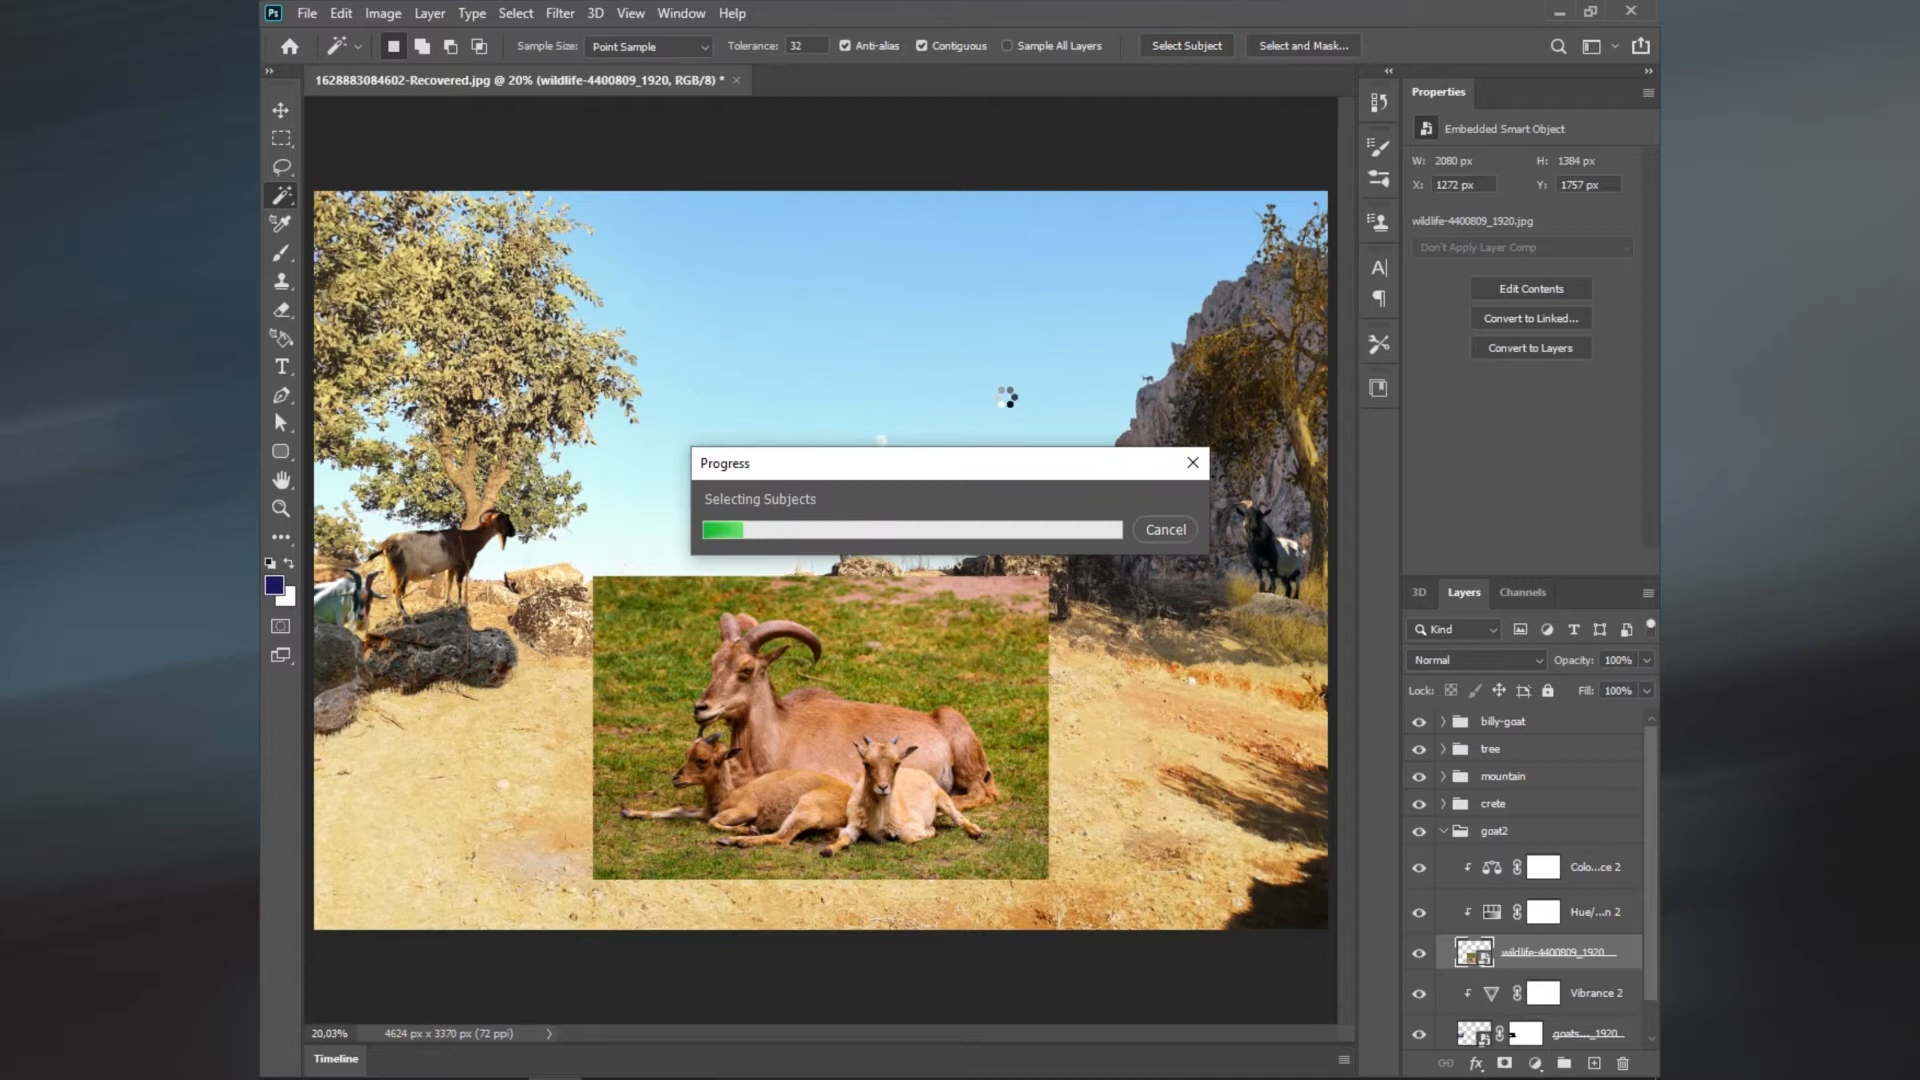 Ps File Edit Image Layer Type Select Filter 3D View Window Help
Sample Size: Point Sample Tolerance: 32 Anti-alias Contiguous Sample All Layers Select Subject Select and Mask...
1628883084602-Recovered.jpg @ 20% (wildlife-4400809_1920, RGB/8) *
Properties
Embedded Smart Object
W: 2080 px H: 1384 px
X: 1272 px Y: 1757 px
wildlife-4400809_1920.jpg
Don't Apply Layer Comp
Edit Contents
Convert to Linked...
Convert to Layers
Progress
Selecting Subjects
Cancel
3D Layers Channels
Kind
Normal Opacity: 100%
Lock: Fill: 100%
billy-goat
tree
mountain
crete
goat2
Colo...ce 2
Hue/...n 2
wildlife-4400809_1920
Vibrance 2
goats...._1920
20,03% 4624 px x 3370 px (72 ppi)
Timeline